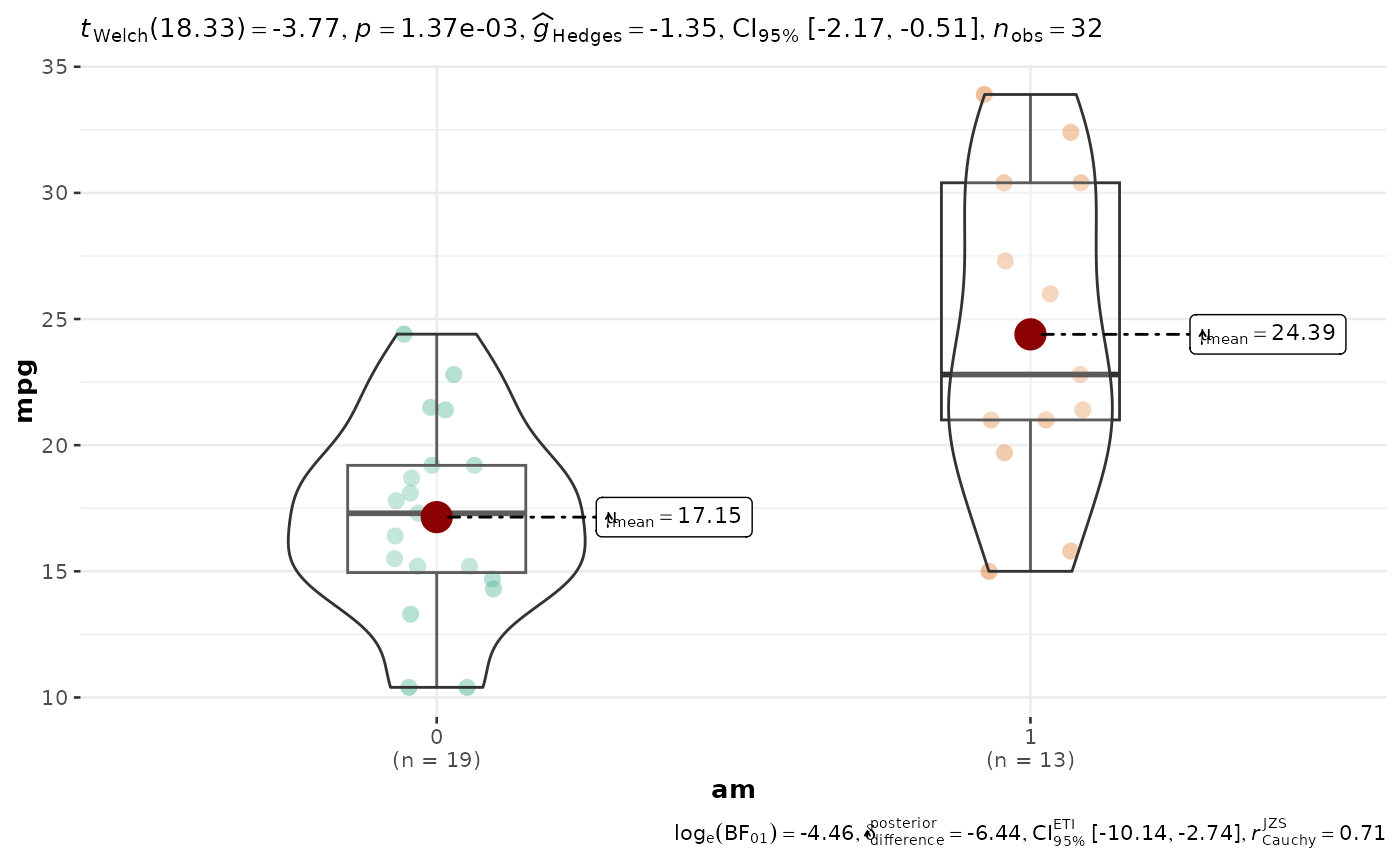 t_Welch(18.33) = -3.77, p = 1.37e-03, ĝ_Hedges = -1.35, CI_95% [-2.17, -0.51], n_obs = 32
35
30
25
20
15
10
mpg
μ̂_mean = 24.39
μ̂_mean = 17.15
0
(n = 19)
1
(n = 13)
am
log_e(BF_01) = -4.46, δ̂_difference^posterior = -6.44, CI_95%^ETI [-10.14, -2.74], r_Cauchy^JZS = 0.71